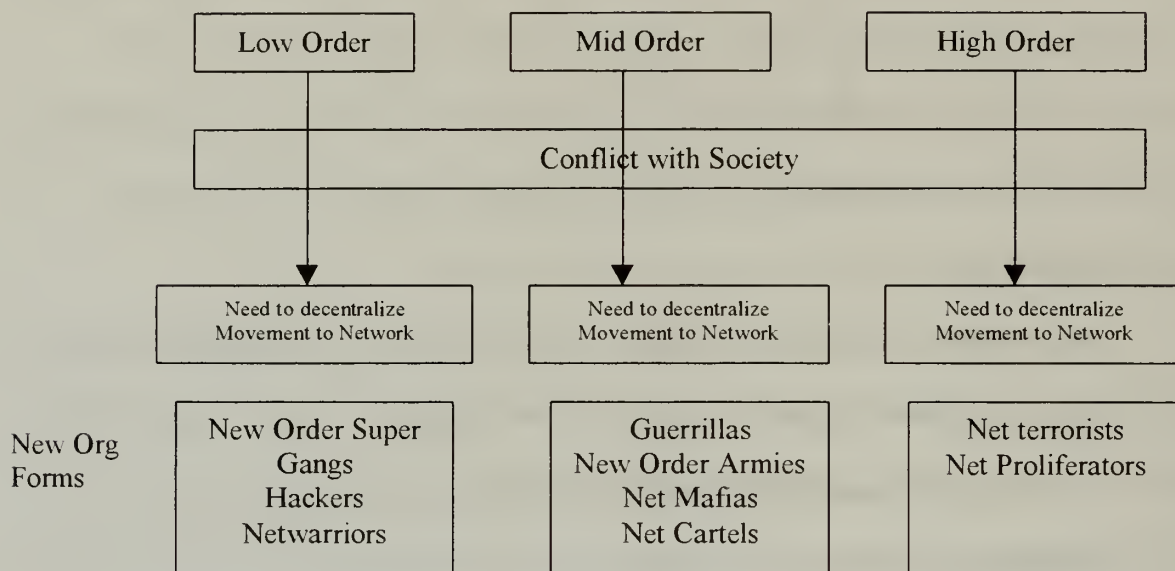 Low Order
Mid Order
High Order
Conflict with Society
Need to decentralize
Movement to Network
Need to decentralize
Movement to Network
Need to decentralize
Movement to Network
New Org
Forms
New Order Super
Gangs
Hackers
Netwarriors
Guerrillas
New Order Armies
Net Mafias
Net Cartels
Net terrorists
Net Proliferators